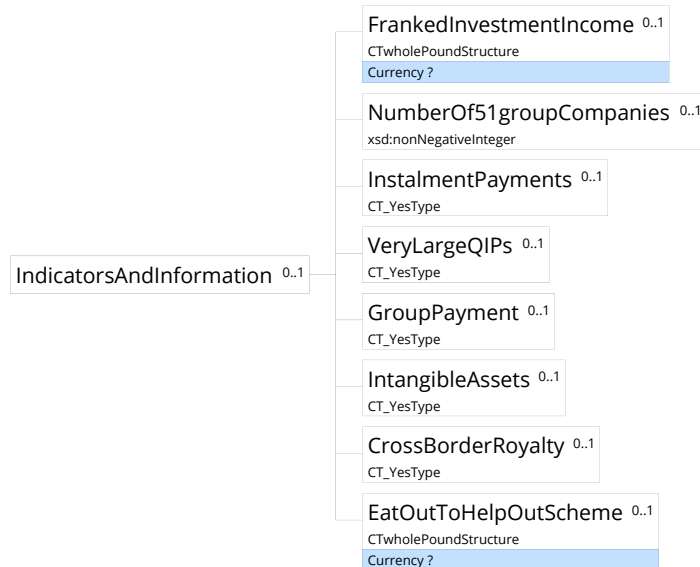 FrankedInvestmentIncome 0..1
CTwholePoundStructure
Currency ?
NumberOf51groupCompanies 0..1
xsd:nonNegativeInteger
InstalmentPayments 0..1
CT_YesType
VeryLargeQIPs 0..1
CT_YesType
IndicatorsAndInformation 0..1
GroupPayment 0..1
CT_YesType
IntangibleAssets 0..1
CT_YesType
CrossBorderRoyalty 0..1
CT_YesType
EatOutToHelpOutScheme 0..1
CTwholePoundStructure
Currency ?